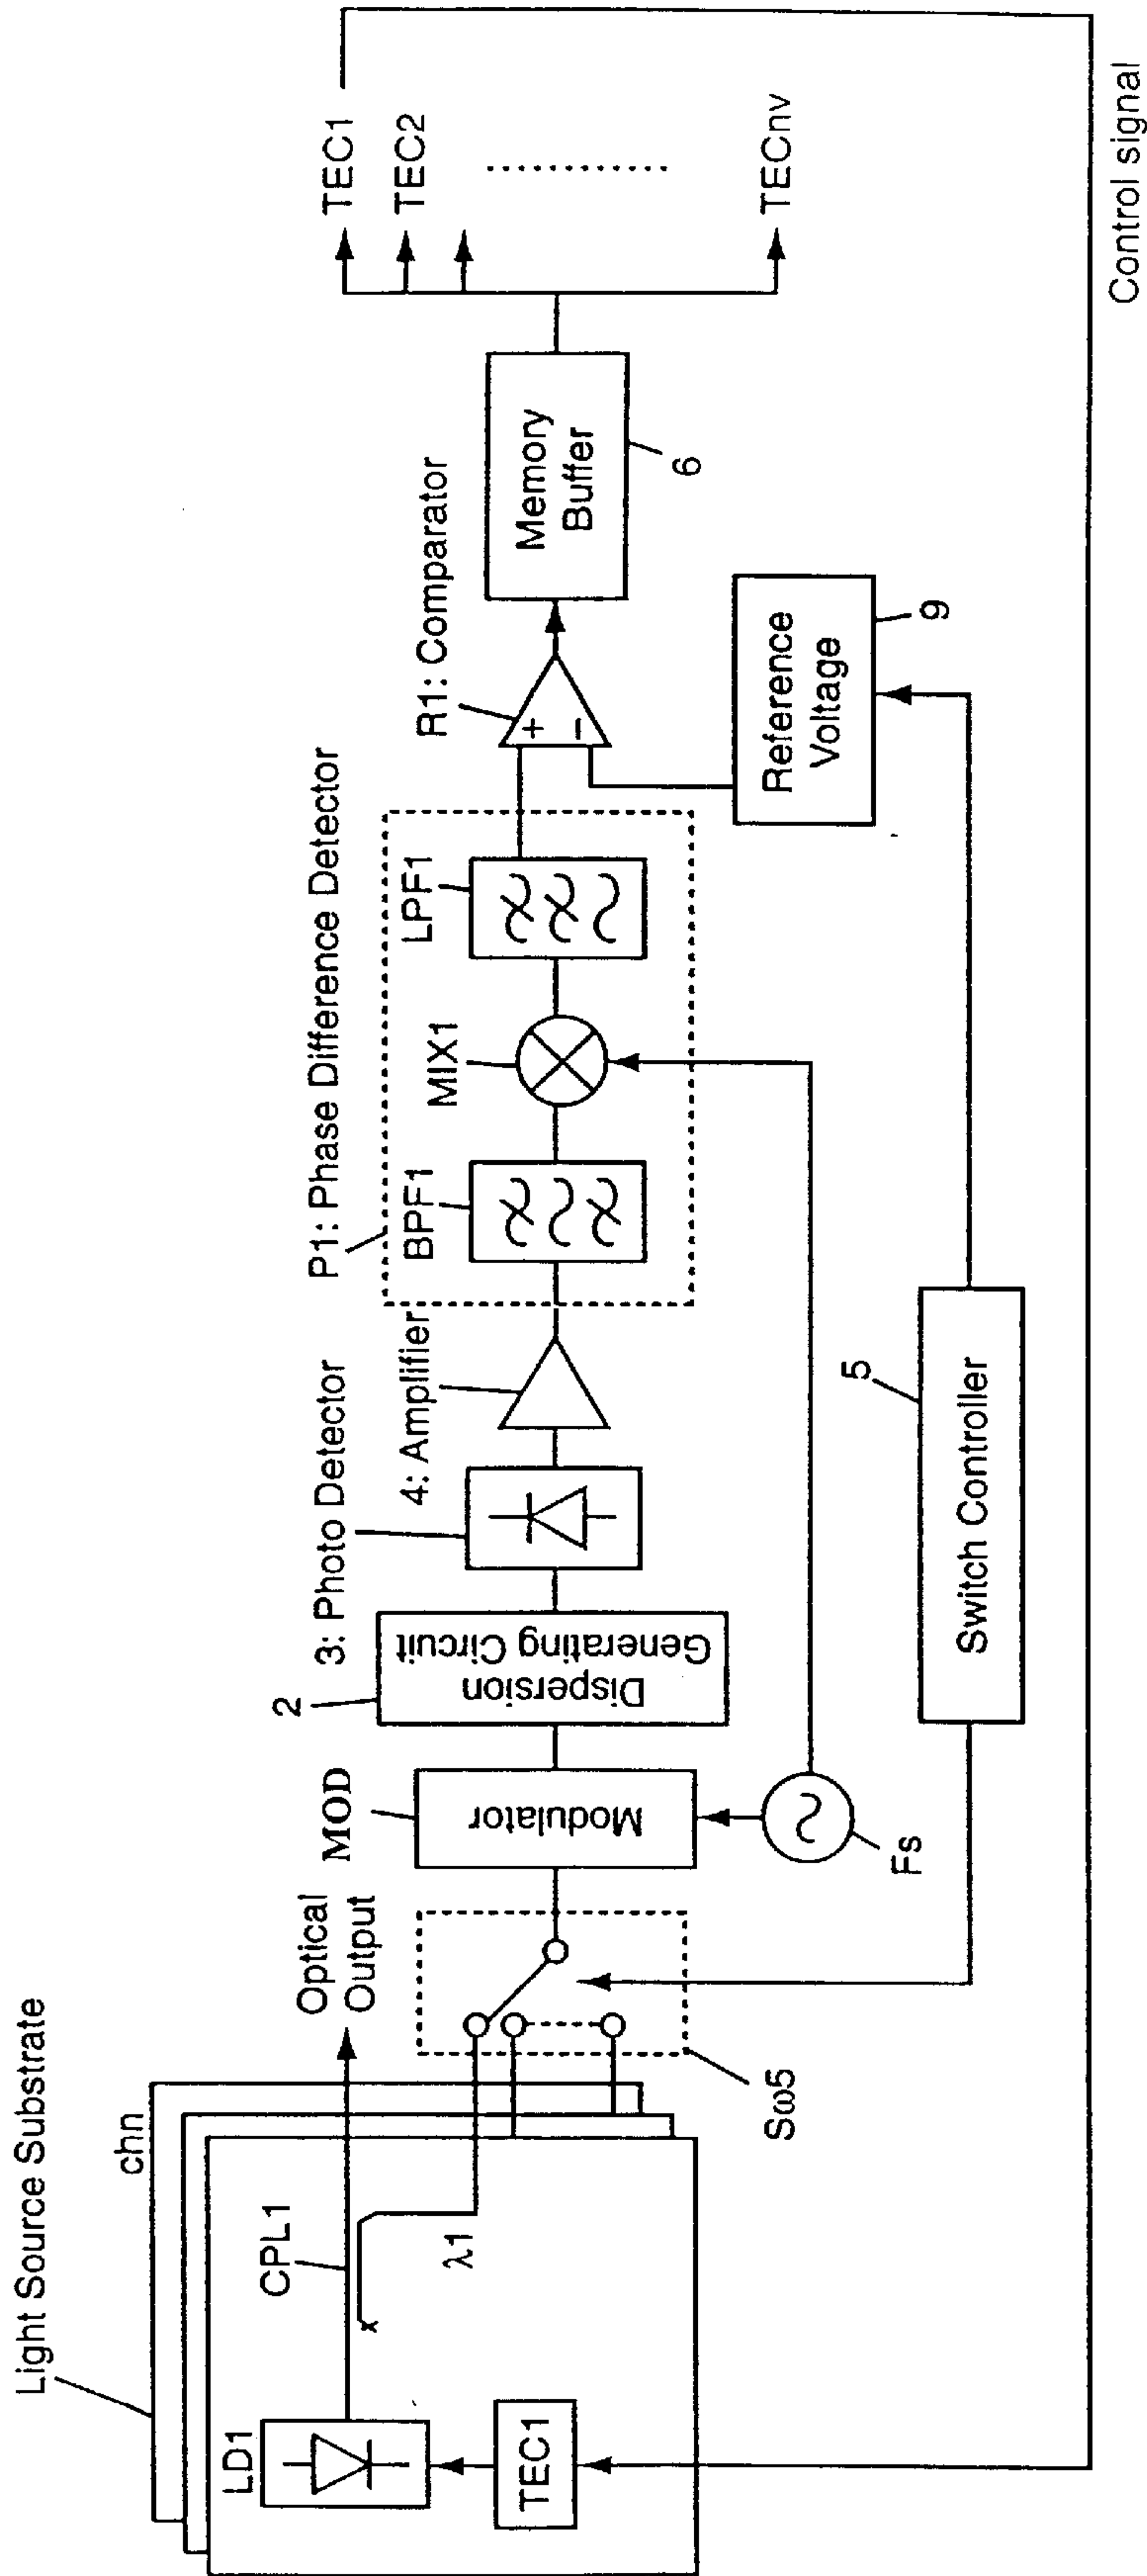 Light Source Substrate
chn
LD1
CPL1
λ1
TEC1
Optical
Output
Sω5
MOD
Modulator
Fs
2
Dispersion
Generating Circuit
3: Photo Detector
4: Amplifier
P1: Phase Difference Detector
BPF1
MIX1
LPF1
R1: Comparator
+
−
Memory
Buffer
6
Reference
Voltage
9
5
Switch Controller
TEC1
TEC2
TECnv
Control signal